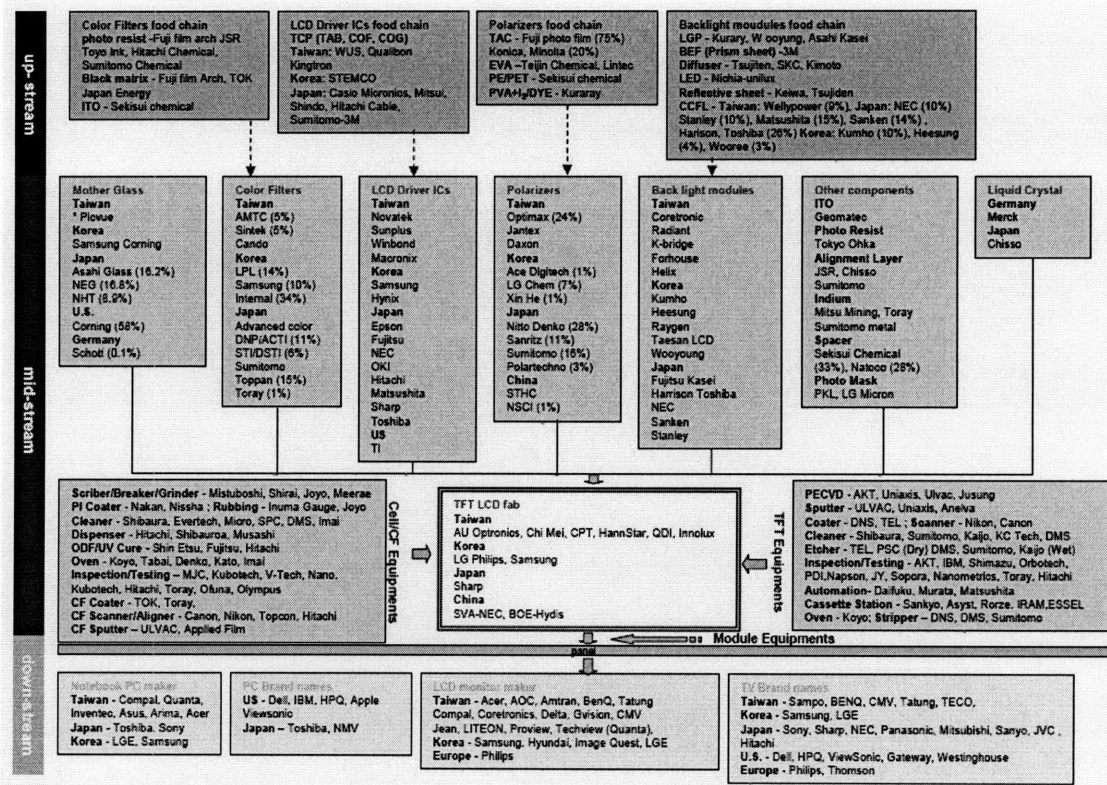 up-stream
Color Filters food chain
photo resist -Fuji film arch JSR
Toyo Ink, Hitachi Chemical,
Sumitomo Chemical
Black matrix - Fuji film Arch, TOK
Japan Energy
ITO - Sekisui chemical
LCD Driver ICs food chain
TCP (TAB, COF, COG)
Taiwan: WUS, Qualibon
Kingtron
Korea: STEMCO
Japan: Casio Micronics, Mitsui,
Shindo, Hitachi Cable,
Sumitomo-3M
Polarizers food chain
TAC - Fuji photo film (75%)
Konica, Minolta (20%)
EVA –Teijin Chemical, Lintec
PE/PET - Sekisui chemical
PVA+I2/DYE - Kuraray
Backlight moudules food chain
LGP - Kurary, W ooyung, Asahi Kasei
BEF (Prism sheet) -3M
Diffuser - Tsujiten, SKC, Kimoto
LED - Nichia-unilux
Reflective sheet - Keiwa, Tsujiden
CCFL - Taiwan: Wellypower (9%), Japan: NEC (10%)
Stanley (10%), Matsushita (15%), Sanken (14%) ,
Harison, Toshiba (26%) Korea: Kumho (10%), Heesung
(4%), Wooree (3%)
mid-stream
Mother Glass
Taiwan
* Picvue
Korea
Samsung Corning
Japan
Asahi Glass (16.2%)
NEG (16.8%)
NHT (8.9%)
U.S.
Corning (58%)
Germany
Schott (0.1%)
Color Filters
Taiwan
AMTC (5%)
Sintek (5%)
Cando
Korea
LPL (14%)
Samsung (10%)
Internal (34%)
Japan
Advanced color
DNP/ACTI (11%)
STI/DSTI (6%)
Sumitomo
Toppan (15%)
Toray (1%)
LCD Driver ICs
Taiwan
Novatek
Sunplus
Winbond
Macronix
Korea
Samsung
Hynix
Japan
Epson
Fujitsu
NEC
OKI
Hitachi
Matsushita
Sharp
Toshiba
US
TI
Polarizers
Taiwan
Optimax (24%)
Jantex
Daxon
Korea
Ace Digitech (1%)
LG Chem (7%)
Xin He (1%)
Japan
Nitto Denko (28%)
Sanritz (11%)
Sumitomo (16%)
Polartechno (3%)
China
STHC
NSCI (1%)
Back light modules
Taiwan
Coretronic
Radiant
K-bridge
Forhouse
Helix
Korea
Kumho
Heesung
Raygen
Taesan LCD
Wooyoung
Japan
Fujitsu Kasei
Harrison Toshiba
NEC
Sanken
Stanley
Other components
ITO
Geomatec
Photo Resist
Tokyo Ohka
Alignment Layer
JSR, Chisso
Sumitomo
Indium
Mitsu Mining, Toray
Sumitomo metal
Spacer
Sekisui Chemical
(33%), Natoco (28%)
Photo Mask
PKL, LG Micron
Liquid Crystal
Germany
Merck
Japan
Chisso
Scriber/Breaker/Grinder - Mistuboshi, Shirai, Joyo, Meerae
PI Coater - Nakan, Nissha ; Rubbing - Inuma Gauge, Joyo
Cleaner - Shibaura, Evertech, Micro, SPC, DMS, Imai
Dispenser - Hitachi, Shibauroa, Musashi
ODF/UV Cure - Shin Etsu, Fujitsu, Hitachi
Oven - Koyo, Tabai, Denko, Kato, Imai
Inspection/Testing – MJC, Kubotech, V-Tech, Nano,
Kubotech, Hitachi, Toray, Ofuna, Olympus
CF Coater - TOK, Toray,
CF Scanner/Aligner - Canon, Nikon, Topcon, Hitachi
CF Sputter – ULVAC, Applied Film
Cell/CF Equipments
TFT LCD fab
Taiwan
AU Optronics, Chi Mei, CPT, HannStar, QDI, Innolux
Korea
LG Philips, Samsung
Japan
Sharp
China
SVA-NEC, BOE-Hydis
TFT Equipments
PECVD - AKT, Uniaxis, Ulvac, Jusung
Sputter - ULVAC, Uniaxis, Anelva
Coater - DNS, TEL ; Scanner - Nikon, Canon
Cleaner - Shibaura, Sumitomo, Kaijo, KC Tech, DMS
Etcher - TEL, PSC (Dry) DMS, Sumitomo, Kaijo (Wet)
Inspection/Testing - AKT, IBM, Shimazu, Orbotech,
PDI,Napson, JY, Sopora, Nanometrics, Toray, Hitachi
Automation- Daifuku, Murata, Matsushita
Cassette Station - Sankyo, Asyst, Rorze, IRAM,ESSEL
Oven - Koyo; Stripper – DNS, DMS, Sumitomo
Module Equipments
panel
downstream
Notebook PC maker
Taiwan - Compal, Quanta,
Inventec, Asus, Arima, Acer
Japan - Toshiba, Sony
Korea - LGE, Samsung
PC Brand names
US - Dell, IBM, HPQ, Apple
Viewsonic
Japan – Toshiba, NMV
LCD monitor maker
Taiwan - Acer, AOC, Amtran, BenQ, Tatung
Compal, Coretronics, Delta, Gvision, CMV
Jean, LITEON, Proview, Techview (Quanta),
Korea - Samsung, Hyundai, Image Quest, LGE
Europe - Philips
TV Brand names
Taiwan - Sampo, BENQ, CMV, Tatung, TECO,
Korea - Samsung, LGE
Japan - Sony, Sharp, NEC, Panasonic, Mitsubishi, Sanyo, JVC ,
Hitachi
U.S. - Dell, HPQ, ViewSonic, Gateway, Westinghouse
Europe - Philips, Thomson